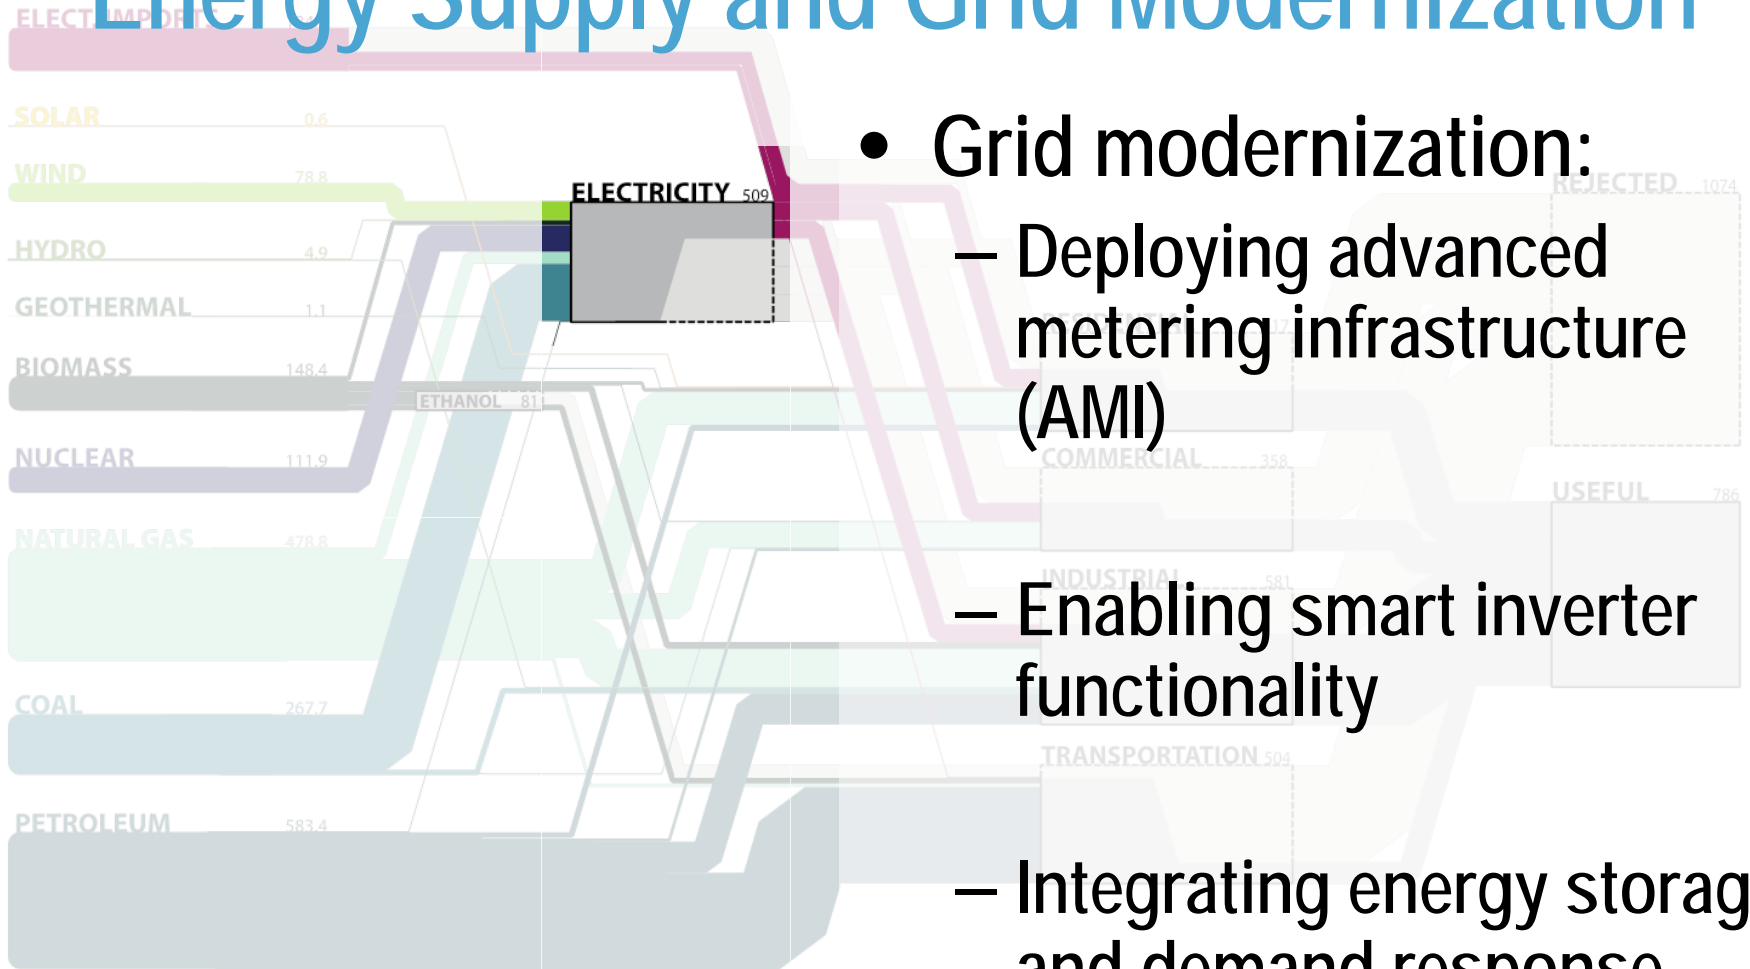 Energy Supply and Grid Modernization
ELECT. IMPORTS
SOLAR 0.6
WIND 78.8
HYDRO 4.9
GEOTHERMAL 1.1
BIOMASS 148.4
ETHANOL 81
NUCLEAR 111.9
NATURAL GAS 478.8
COAL 267.7
PETROLEUM 583.4
ELECTRICITY 509
• Grid modernization:
– Deploying advanced
metering infrastructure
(AMI)
– Enabling smart inverter
functionality
– Integrating energy storag
and demand response
RESIDENTIAL
COMMERCIAL 358
INDUSTRIAL 581
TRANSPORTATION 504
REJECTED 1074
USEFUL 786